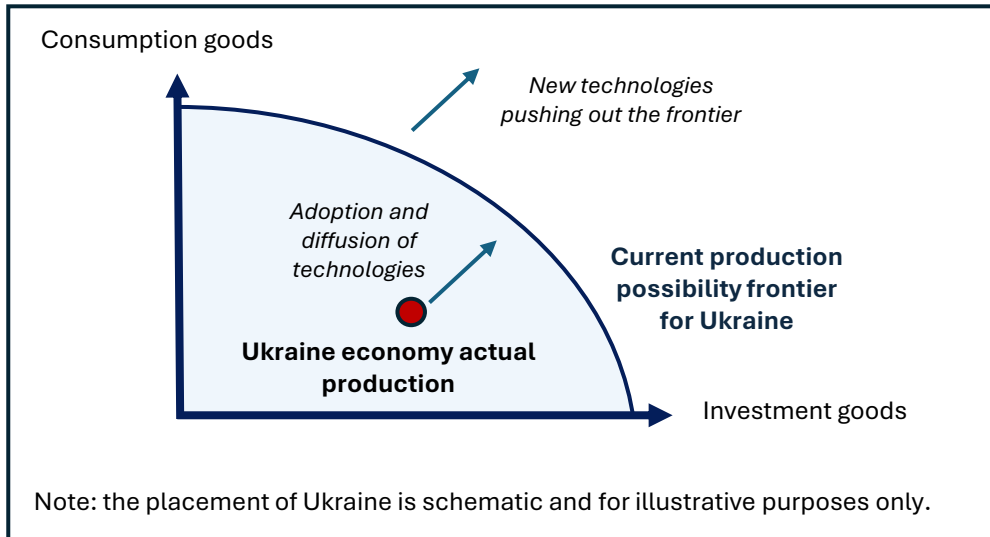 Consumption goods
New technologies
pushing out the frontier
Adoption and
diffusion of
technologies
Current production
possibility frontier
for Ukraine
Ukraine economy actual
production
Investment goods
Note: the placement of Ukraine is schematic and for illustrative purposes only.